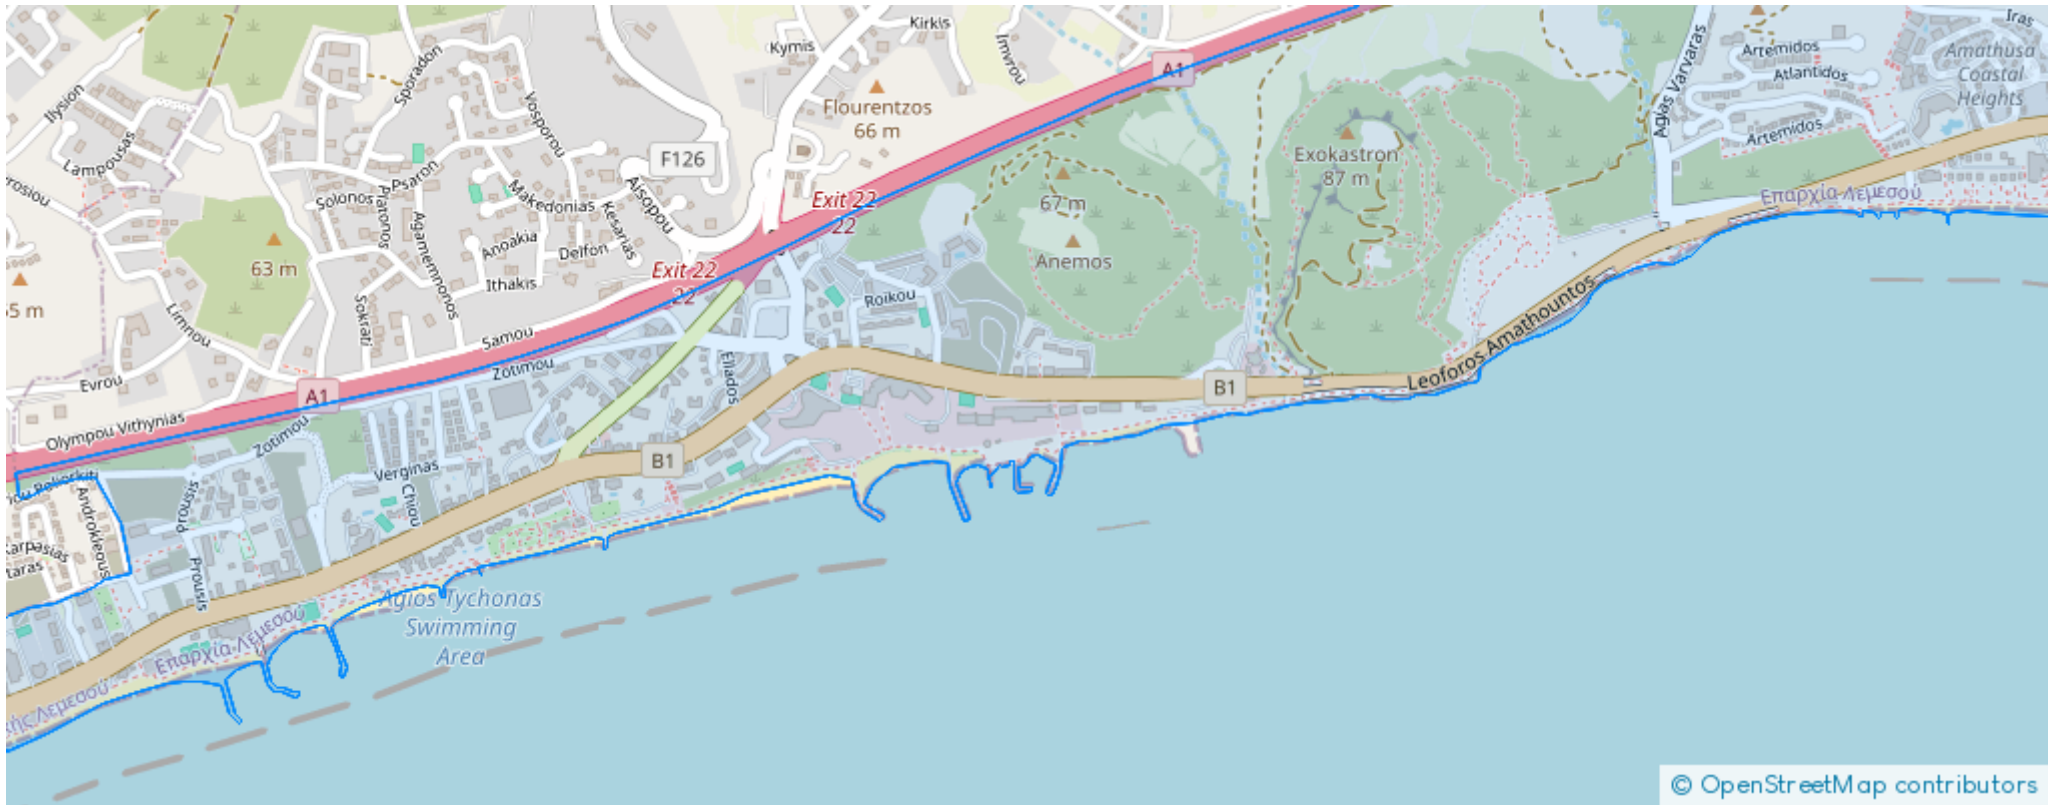 Kirkis
Kymis
Imvrou
A1
Iras
Artemidos
Amathusa
Coastal
Heights
Atlantidos
Agias Varvaras
Artemidos
Ilysion
Sporadon
Vosporou
Flourentzos
66 m
Lampousas
F126
Exokastron
87 m
Psaron
Solonos
Platonos
Makedonias
Aisopou
Kesarias
Exit 22
22
67 m
Επαρχία Λεμεσού
Agamemnonos
Anoakia
Delfon
Anemos
63 m
Exit 22
22
Ithakis
Roikou
Sokrati
Limnou
Samou
Leoforos Amathountos
Zotimou
Eliados
Evrou
A1
B1
Olympou Vithynias
Zotimou
B1
Verginas
Chiou
Prousis
Androkleous
Karpasias
Prousis
Agios Tychonas
Swimming
Area
Επαρχία Λεμεσού
Λεμεσού
© OpenStreetMap contributors